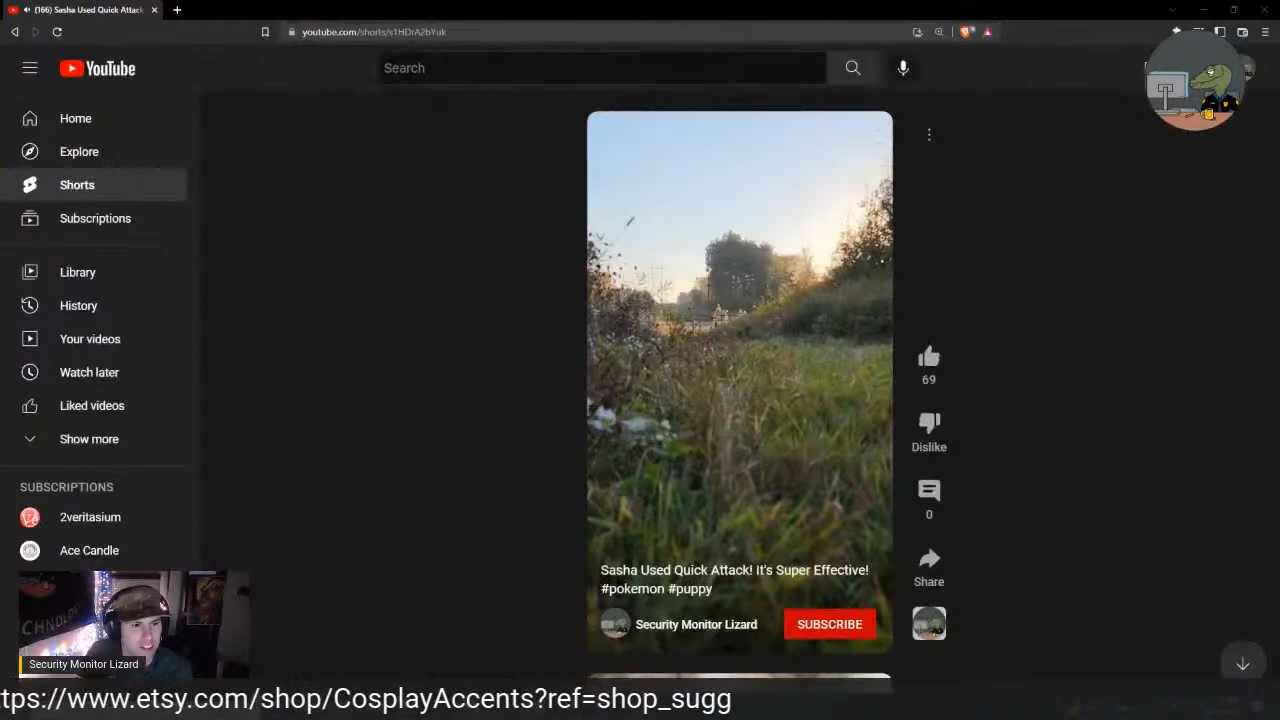 (166) Sasha Used Quick Attack
youtube.com/shorts/s1HDrA2bYuk
YouTube
Search
Home
Explore
Shorts
Subscriptions
Library
History
Your videos
Watch later
Liked videos
Show more
SUBSCRIPTIONS
2veritasium
Ace Candle
69
Dislike
0
Share
Sasha Used Quick Attack! It's Super Effective!
#pokemon #puppy
Security Monitor Lizard
SUBSCRIBE
CHNOLOGY
Security Monitor Lizard
ttps://www.etsy.com/shop/CosplayAccents?ref=shop_sugg